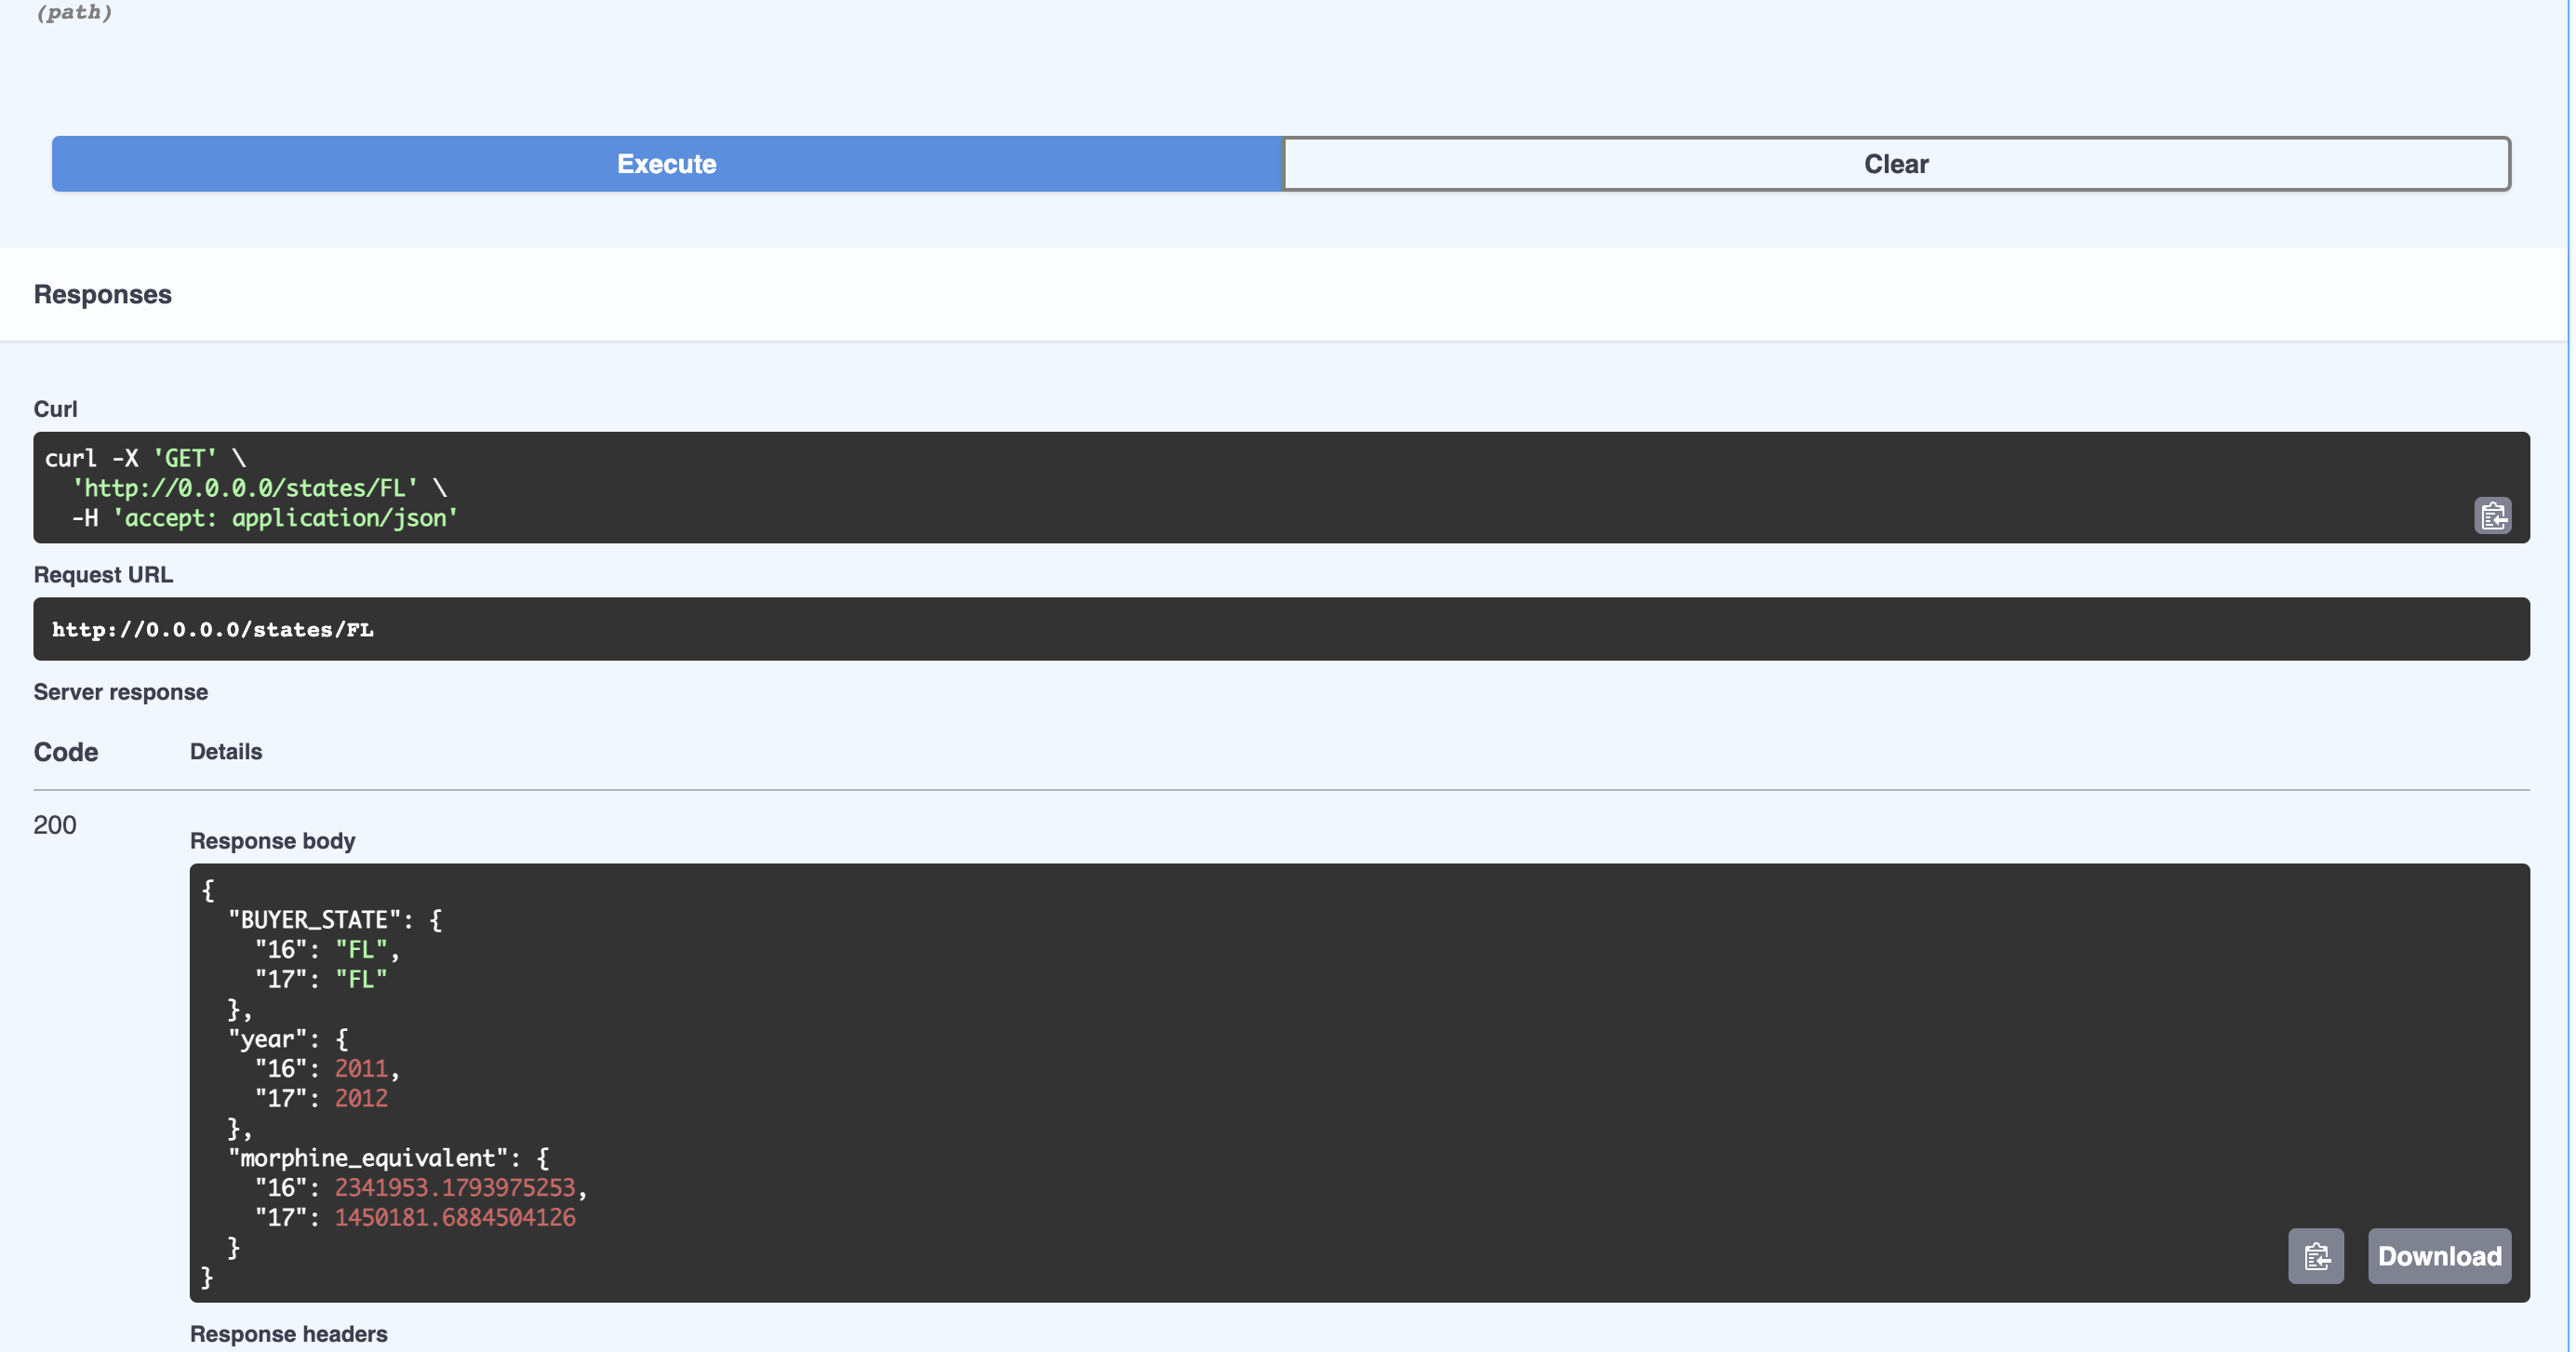 (path)
Execute
Clear
Responses
Curl
curl -X 'GET' \
  'http://0.0.0.0/states/FL' \
  -H 'accept: application/json'
Request URL
http://0.0.0.0/states/FL
Server response
Code Details
200
Response body
{
  "BUYER_STATE": {
    "16": "FL",
    "17": "FL"
  },
  "year": {
    "16": 2011,
    "17": 2012
  },
  "morphine_equivalent": {
    "16": 2341953.1793975253,
    "17": 1450181.6884504126
  }
}
Download
Response headers